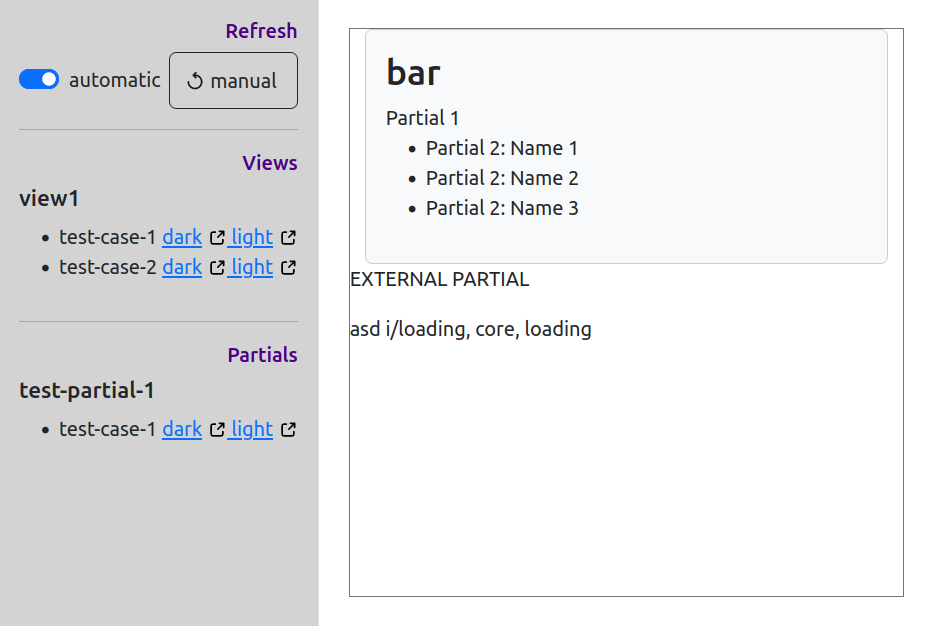 Refresh
automatic manual
Views
view1
test-case-1 dark light
test-case-2 dark light
Partials
test-partial-1
test-case-1 dark light
bar
Partial 1
Partial 2: Name 1
Partial 2: Name 2
Partial 2: Name 3
EXTERNAL PARTIAL
asd i/loading, core, loading